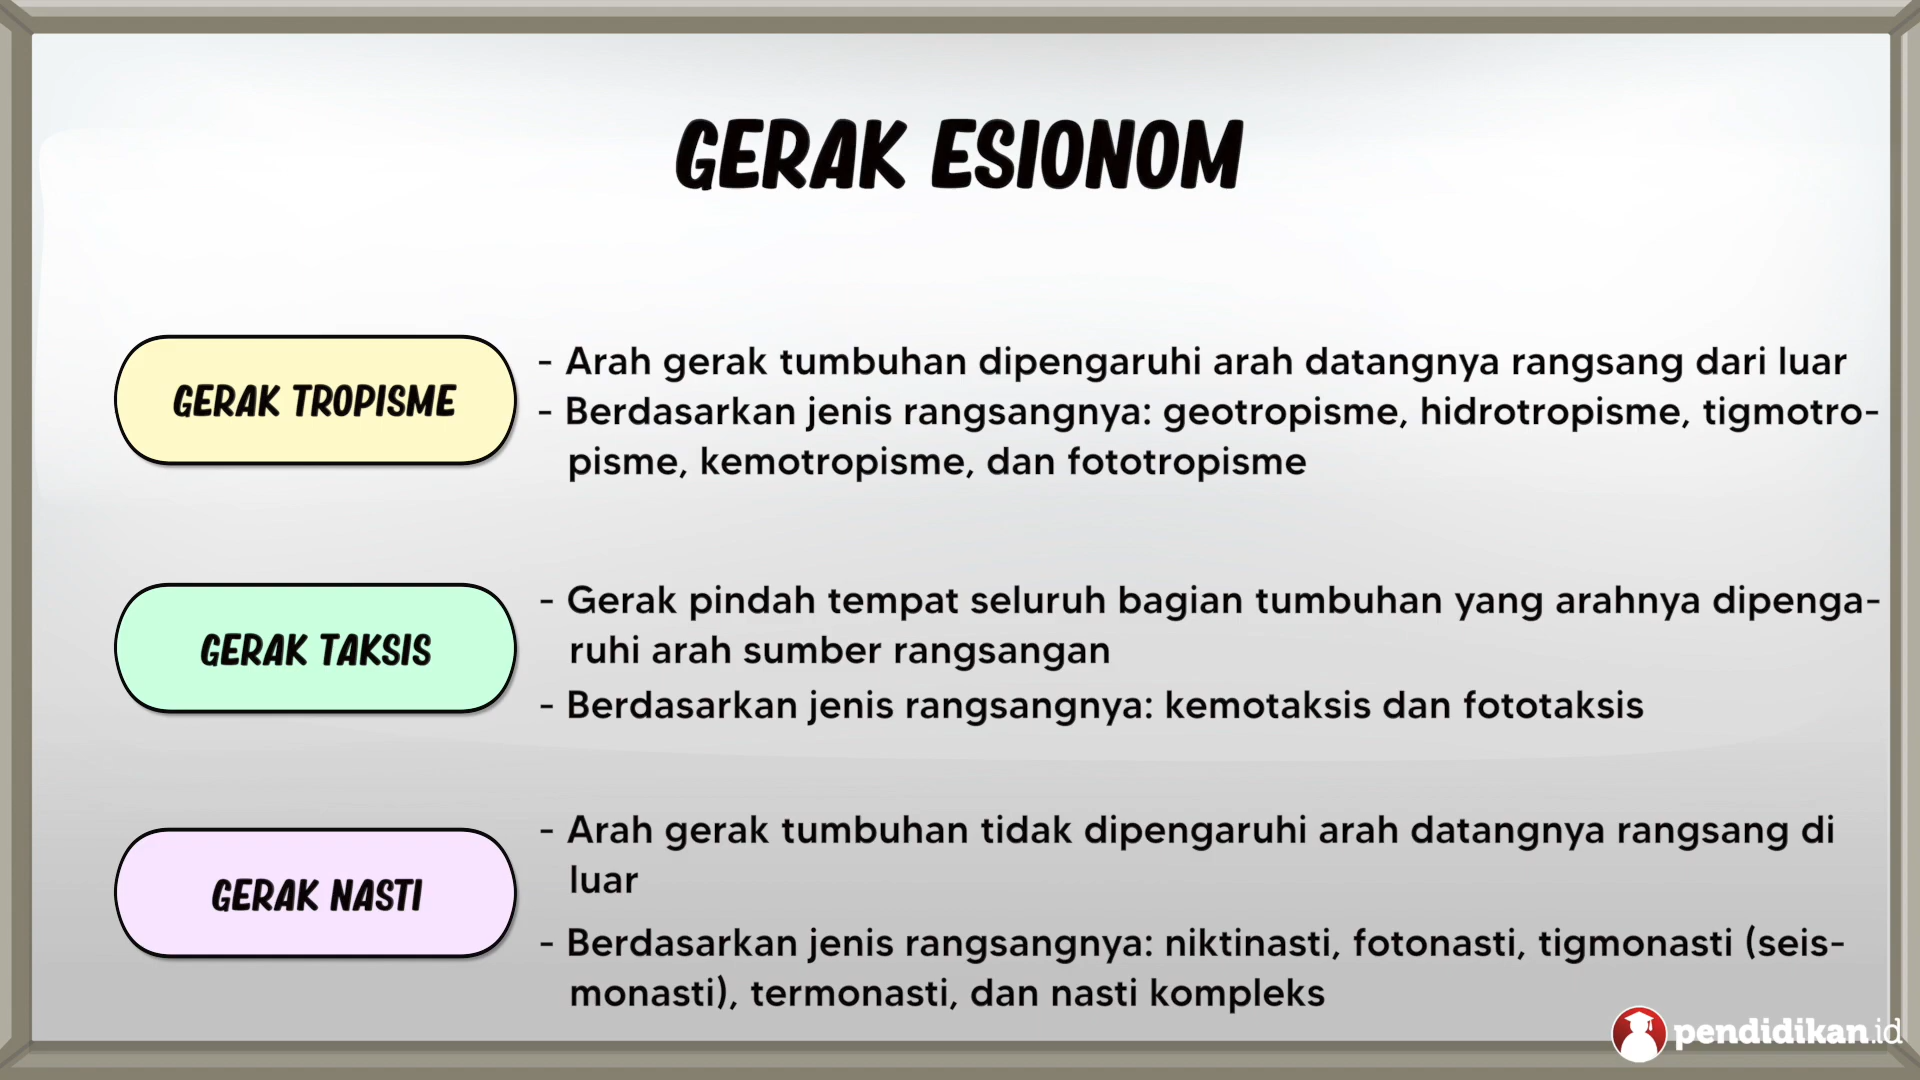 GERAK ESIONOM
GERAK TROPISME
- Arah gerak tumbuhan dipengaruhi arah datangnya rangsang dari luar
- Berdasarkan jenis rangsangnya: geotropisme, hidrotropisme, tigmotro-
pisme, kemotropisme, dan fototropisme
GERAK TAKSIS
- Gerak pindah tempat seluruh bagian tumbuhan yang arahnya dipenga-
ruhi arah sumber rangsangan
- Berdasarkan jenis rangsangnya: kemotaksis dan fototaksis
GERAK NASTI
- Arah gerak tumbuhan tidak dipengaruhi arah datangnya rangsang di
luar
- Berdasarkan jenis rangsangnya: niktinasti, fotonasti, tigmonasti (seis-
monasti), termonasti, dan nasti kompleks
pendidikan.id